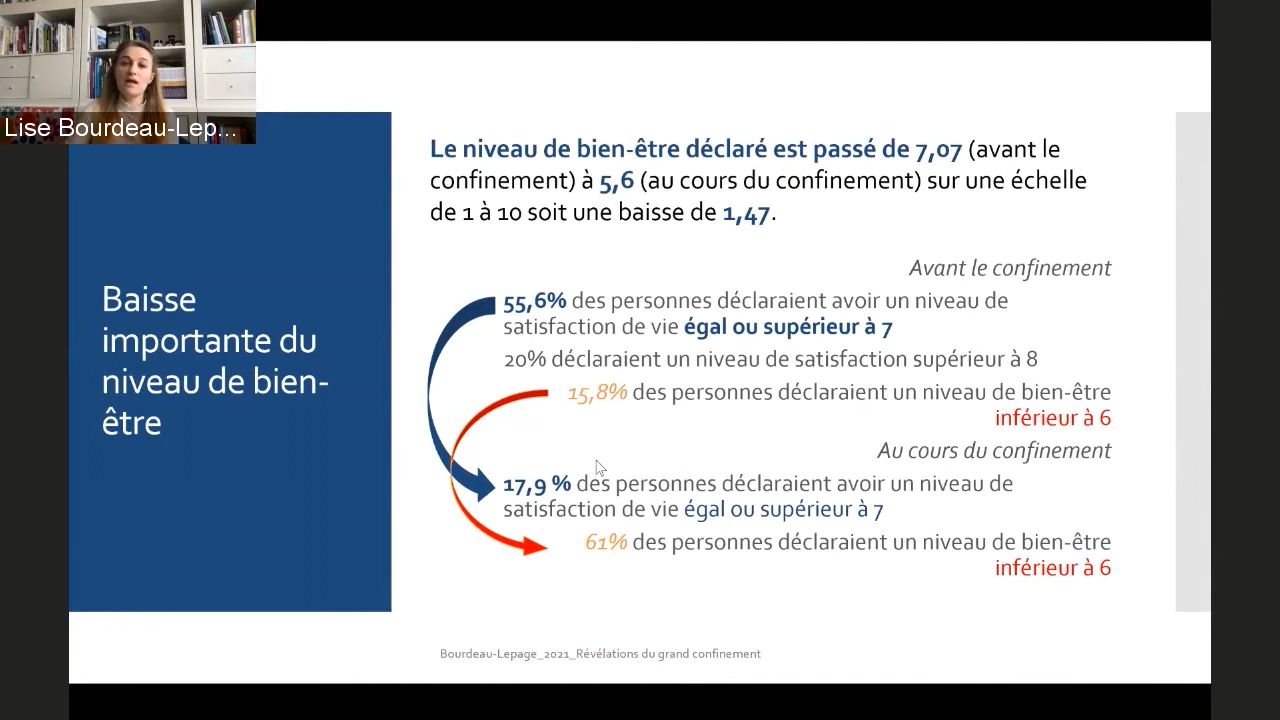 Lise Bourdeau-Lep...
Baisse
importante du
niveau de bien-
être
Le niveau de bien-être déclaré est passé de 7,07 (avant le
confinement) à 5,6 (au cours du confinement) sur une échelle
de 1 à 10 soit une baisse de 1,47.
Avant le confinement
55,6% des personnes déclaraient avoir un niveau de
satisfaction de vie égal ou supérieur à 7
20% déclaraient un niveau de satisfaction supérieur à 8
15,8% des personnes déclaraient un niveau de bien-être
inférieur à 6
Au cours du confinement
17,9 % des personnes déclaraient avoir un niveau de
satisfaction de vie égal ou supérieur à 7
61% des personnes déclaraient un niveau de bien-être
inférieur à 6
Bourdeau-Lepage_2021_Révélations du grand confinement